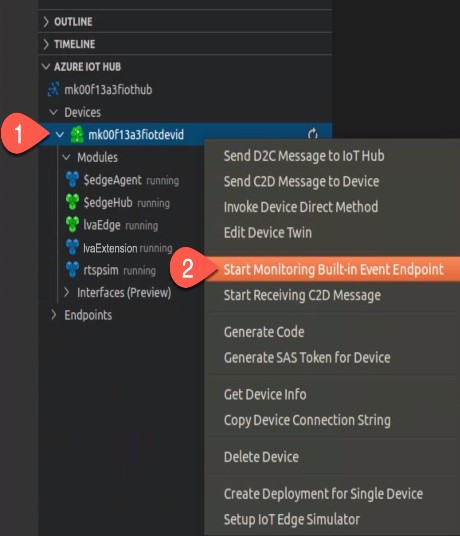 OUTLINE
TIMELINE
AZURE IOT HUB
mk00f13a3fiothub
Devices
1
mk00f13a3fiotdevid
Modules
$edgeAgent running
$edgeHub running
lvaEdge running
lvaExtension running
rtspsim running
Interfaces (Preview)
Endpoints
Send D2C Message to IoT Hub
Send C2D Message to Device
Invoke Device Direct Method
Edit Device Twin
2
Start Monitoring Built-in Event Endpoint
Start Receiving C2D Message
Generate Code
Generate SAS Token for Device
Get Device Info
Copy Device Connection String
Delete Device
Create Deployment for Single Device
Setup IoT Edge Simulator